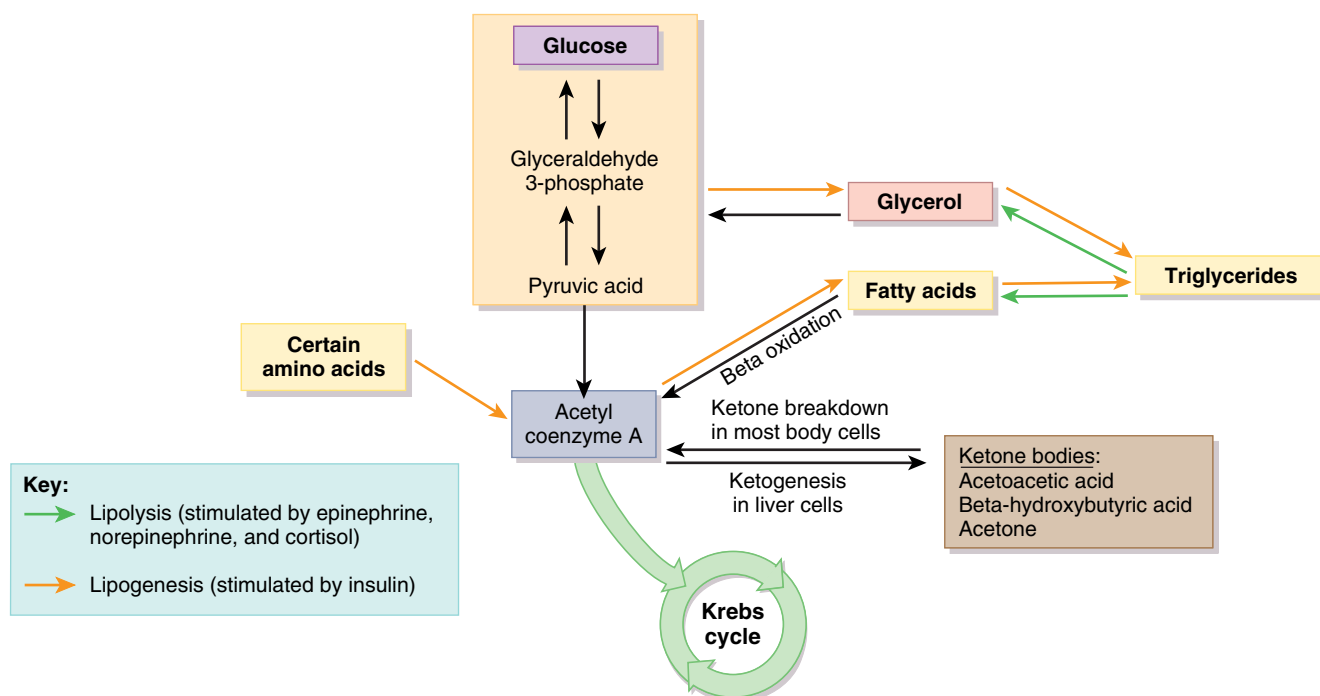 Glucose
Glyceraldehyde
3-phosphate
Pyruvic acid
Glycerol
Triglycerides
Fatty acids
Beta oxidation
Certain
amino acids
Acetyl
coenzyme A
Ketone breakdown
in most body cells
Ketogenesis
in liver cells
Ketone bodies:
Acetoacetic acid
Beta-hydroxybutyric acid
Acetone
Key:
Lipolysis (stimulated by epinephrine,
norepinephrine, and cortisol)
Lipogenesis (stimulated by insulin)
Krebs
cycle